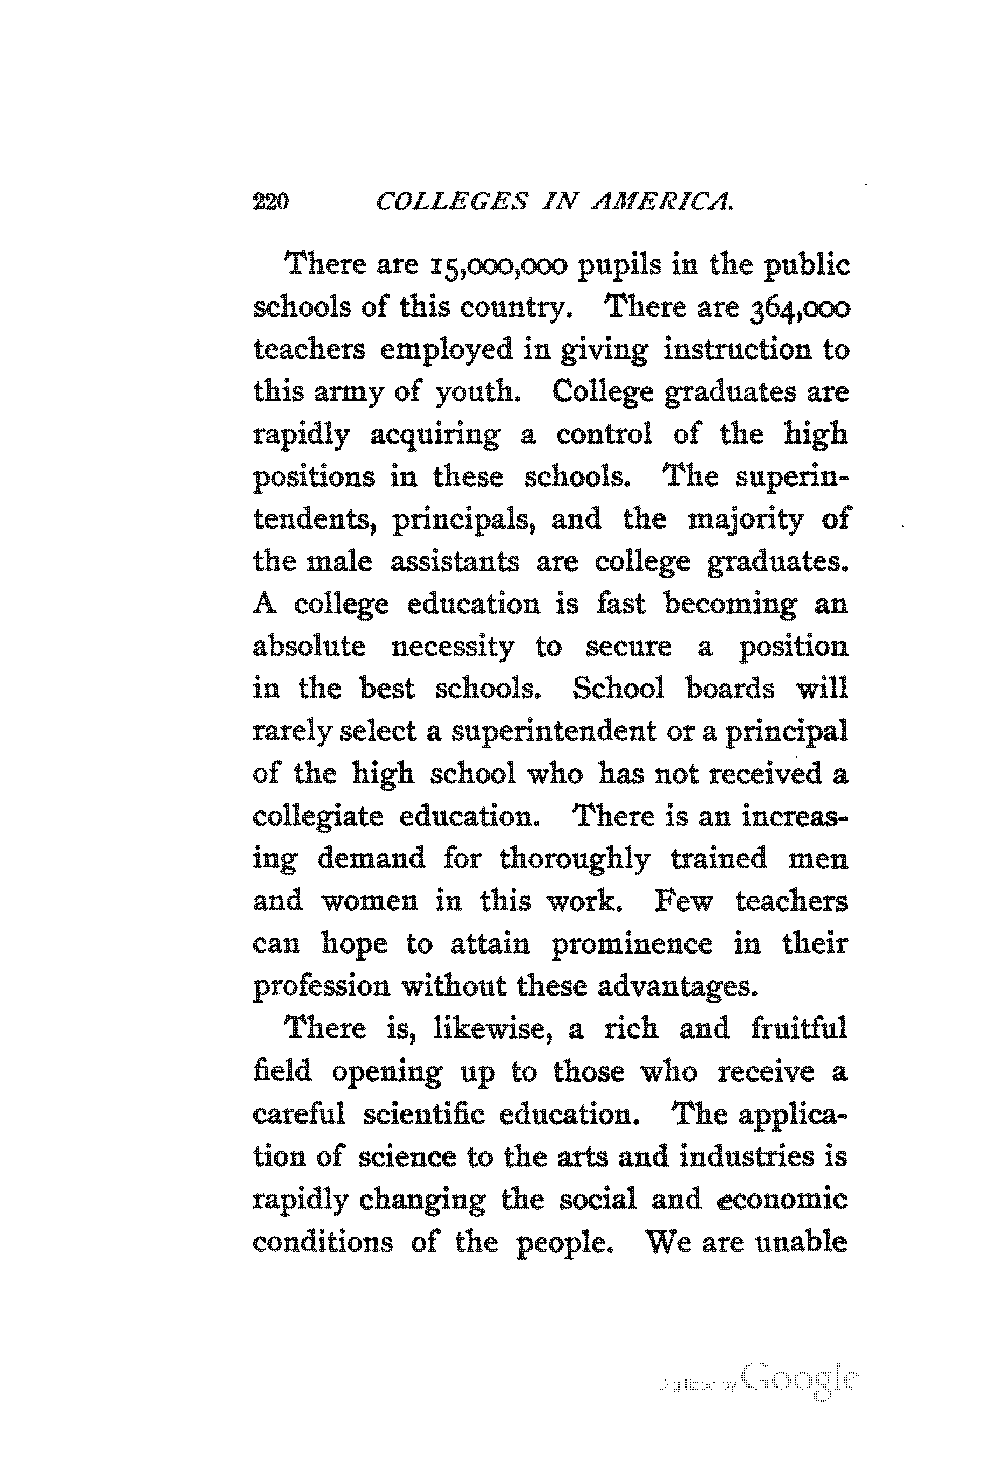 220 COLLEGES IN AMERICA.
There are 15,000,000 pupils in the public
schools of this country. There are 364,000
teachers employed in giving instruction to
this army of youth. College graduates are
rapidly acquiring a control of the high
positions in these schools. The superin-
tendents, principals, and the majority of
the male assistants are college graduates.
A college education is fast becoming an
absolute necessity to secure a position
in the best schools. School boards will
rarely select a superintendent or a principal
of the high school who has not received a
collegiate education. There is an increas-
ing demand for thoroughly trained men
and women in this work. Few teachers
can hope to attain prominence in their
profession without these advantages.
There is, likewise, a rich and fruitful
field opening up to those who receive a
careful scientific education. The applica-
tion of science to the arts and industries is
rapidly changing the social and economic
conditions of the people. We are unable
Digitized by Google